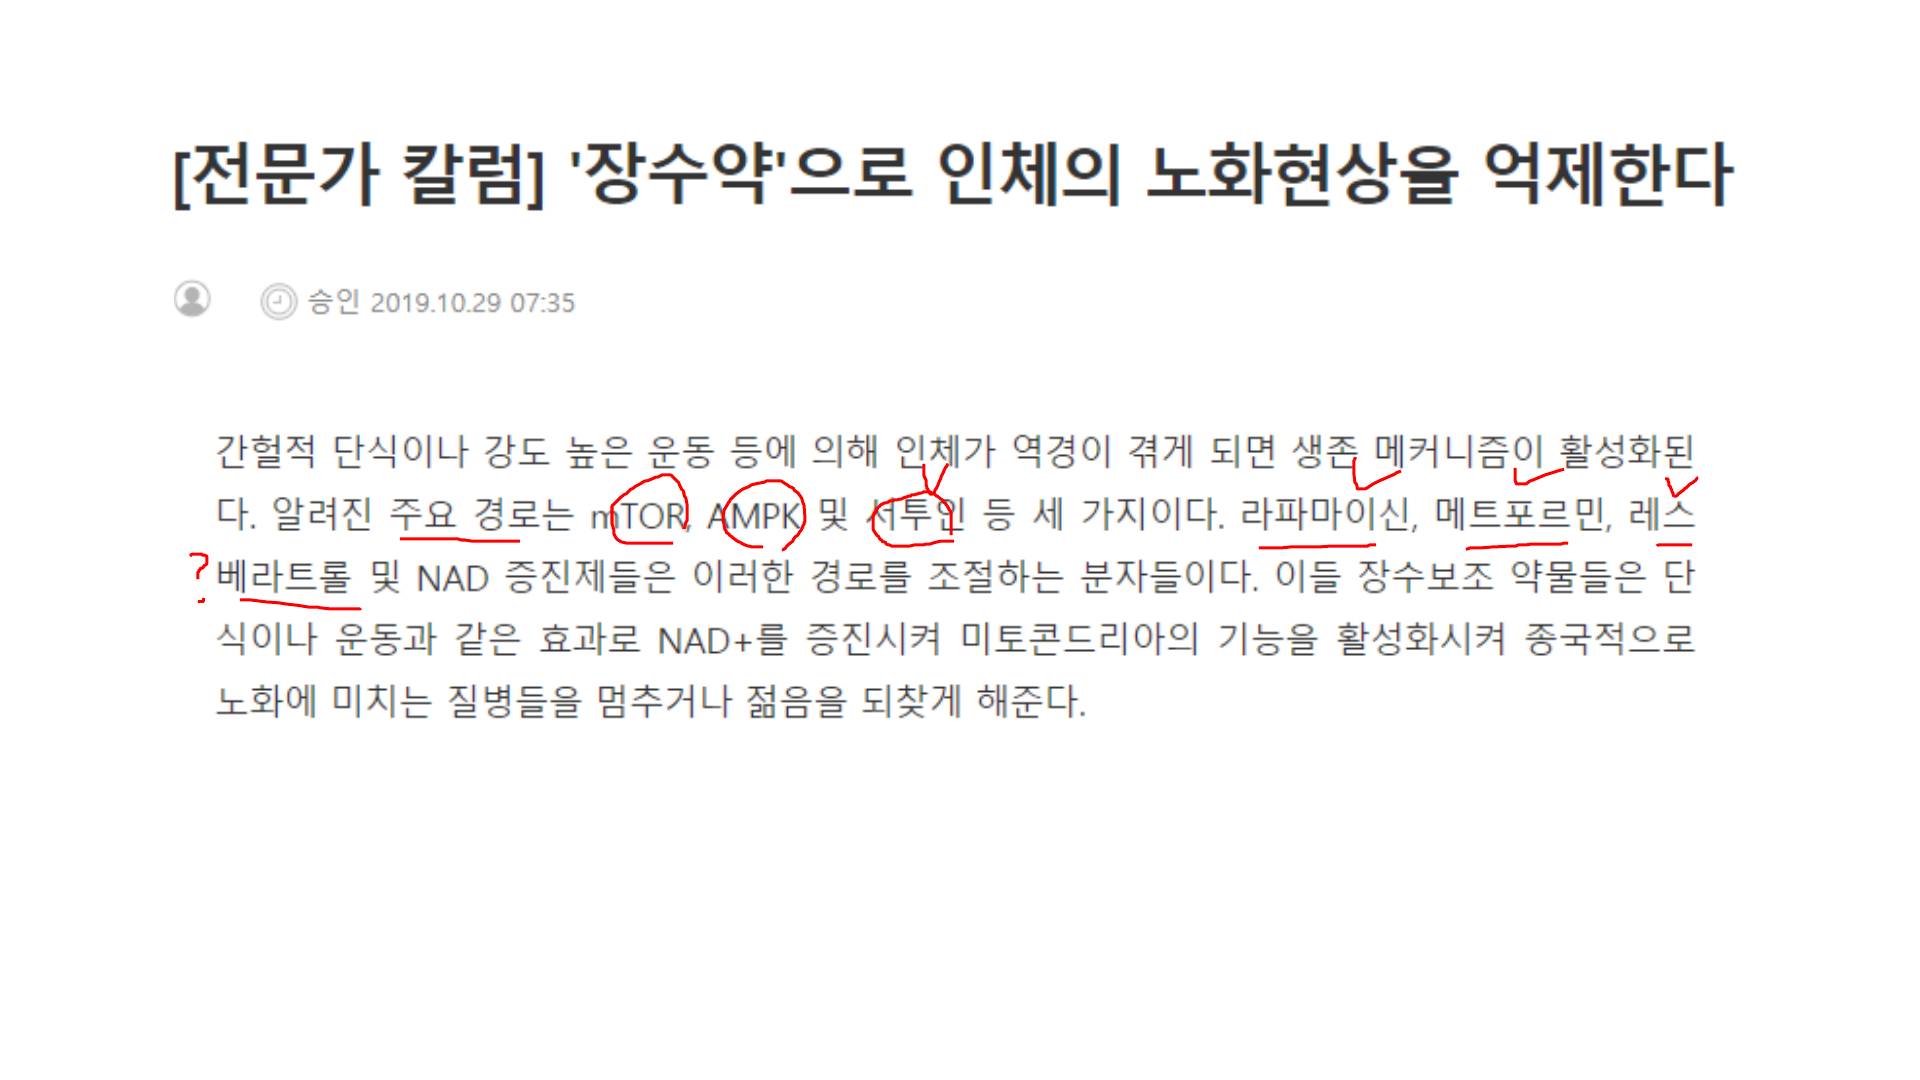 [전문가 칼럼] '장수약'으로 인체의 노화현상을 억제한다
승인 2019.10.29 07:35
간헐적 단식이나 강도 높은 운동 등에 의해 인체가 역경이 겪게 되면 생존 메커니즘이 활성화된
다. 알려진 주요 경로는 mTOR, AMPK 및 서투인 등 세 가지이다. 라파마이신, 메트포르민, 레스
?
베라트롤 및 NAD 증진제들은 이러한 경로를 조절하는 분자들이다. 이들 장수보조 약물들은 단
식이나 운동과 같은 효과로 NAD+를 증진시켜 미토콘드리아의 기능을 활성화시켜 종국적으로
노화에 미치는 질병들을 멈추거나 젊음을 되찾게 해준다.